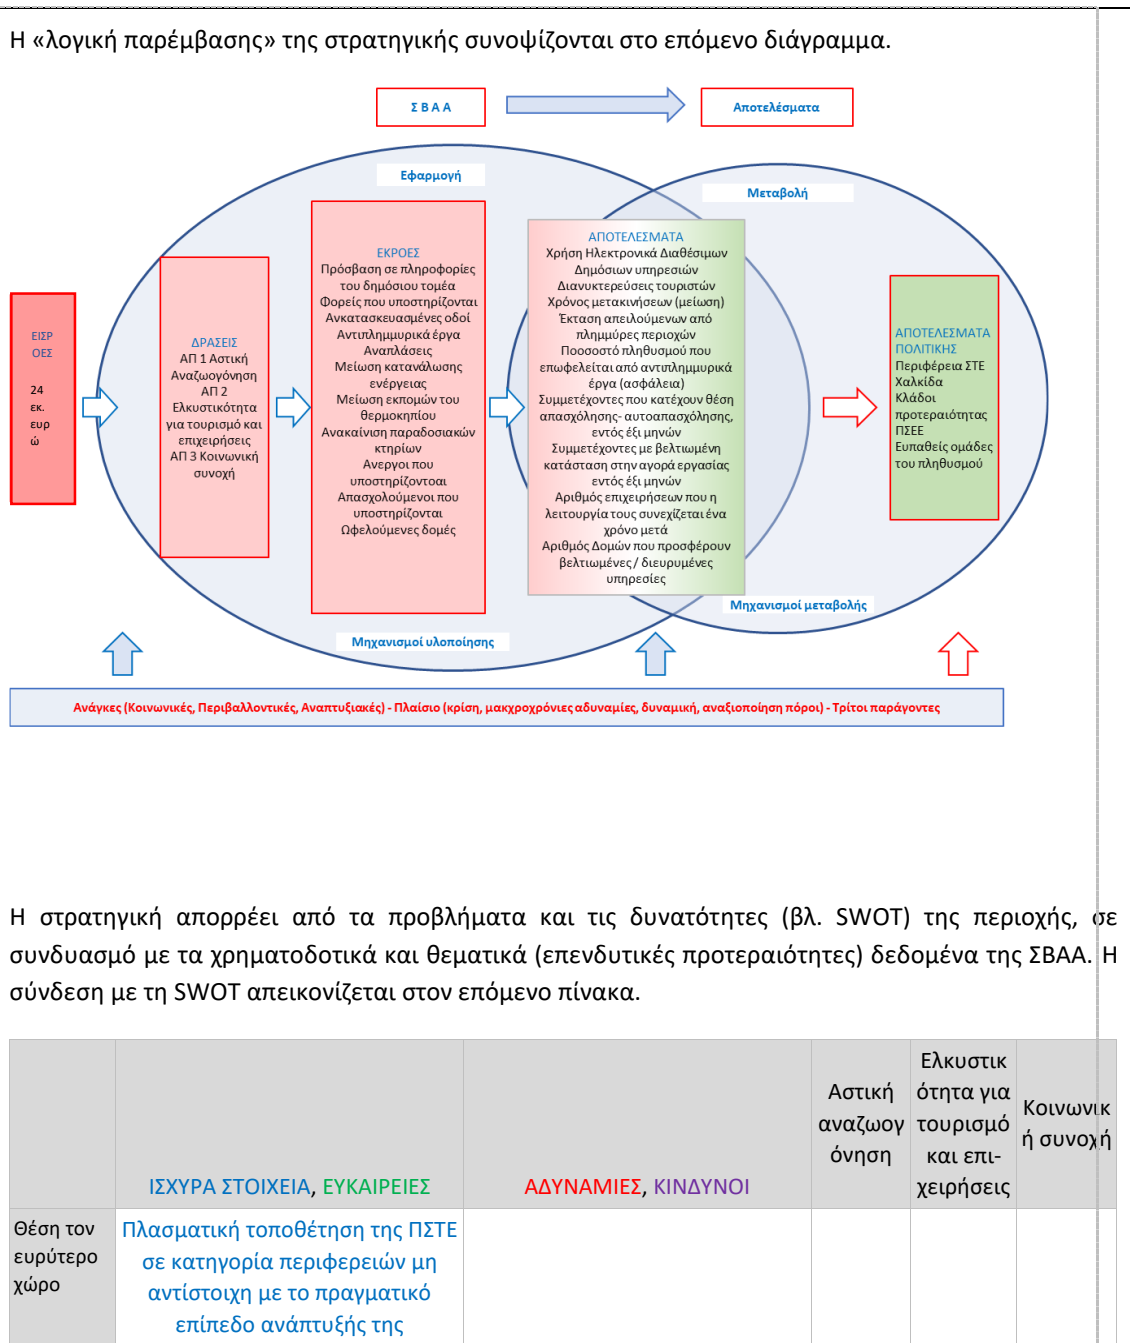 Η «λογική παρέμβασης» της στρατηγικής συνοψίζονται στο επόμενο διάγραμμα.
Σ Β Α Α
Αποτελέσματα
Εφαρμογή
Μεταβολή
ΕΙΣΡ
ΟΕΣ
24
εκ.
ευρ
ώ
ΔΡΑΣΕΙΣ
ΑΠ 1 Αστική
Αναζωογόνηση
ΑΠ 2
Ελκυστικότητα
για τουρισμό και
επιχειρήσεις
ΑΠ 3 Κοινωνική
συνοχή
ΕΚΡΟΕΣ
Πρόσβαση σε πληροφορίες
του δημόσιου τομέα
Φορείς που υποστηρίζονται
Ανκατασκευασμένες οδοί
Αντιπλημμυρικά έργα
Αναπλάσεις
Μείωση κατανάλωσης
ενέργειας
Μείωση εκπομών του
θερμοκηπίου
Ανακαίνιση παραδοσιακών
κτηρίων
Ανεργοι που
υποστηρίζοντοαι
Απασχολούμενοι που
υποστηρίζονται
Ωφελούμενες δομές
ΑΠΟΤΕΛΕΣΜΑΤΑ
Χρήση Ηλεκτρονικά Διαθέσιμων
Δημόσιων υπηρεσιών
Διανυκτερεύσεις τουριστών
Χρόνος μετακινήσεων (μείωση)
Έκταση απειλούμενων από
πλημμύρες περιοχών
Ποοσοστό πληθυσμού που
επωφελείται από αντιπλημμυρικά
έργα (ασφάλεια)
Συμμετέχοντες που κατέχουν θέση
απασχόλησης- αυτοαπασχόλησης,
εντός έξι μηνών
Συμμετέχοντες με βελτιωμένη
κατάσταση στην αγορά εργασίας
εντός έξι μηνών
Αριθμός επιχειρήσεων που η
λειτουργία τους συνεχίζεται ένα
χρόνο μετά
Αριθμός Δομών που προσφέρουν
βελτιωμένες / διευρυμένες
υπηρεσίες
ΑΠΟΤΕΛΕΣΜΑΤΑ
ΠΟΛΙΤΙΚΗΣ
Περιφέρεια ΣΤΕ
Χαλκίδα
Κλάδοι
προτεραιότητας
ΠΣΕΕ
Ευπαθείς ομάδες
του πληθυσμού
Μηχανισμοί υλοποίησης
Μηχανισμοί μεταβολής
Ανάγκες (Κοινωνικές, Περιβαλλοντικές, Αναπτυξιακές) - Πλαίσιο (κρίση, μακχροχρόνιες αδυναμίες, δυναμική, αναξιοποίηση πόροι) - Τρίτοι παράγοντες
Η στρατηγική απορρέει από τα προβλήματα και τις δυνατότητες (βλ. SWOT) της περιοχής, σε
συνδυασμό με τα χρηματοδοτικά και θεματικά (επενδυτικές προτεραιότητες) δεδομένα της ΣΒΑΑ. Η
σύνδεση με τη SWOT απεικονίζεται στον επόμενο πίνακα.
ΙΣΧΥΡΑ ΣΤΟΙΧΕΙΑ, ΕΥΚΑΙΡΕΙΕΣ
ΑΔΥΝΑΜΙΕΣ, ΚΙΝΔΥΝΟΙ
Αστική
αναζωογ
όνηση
Ελκυστικ
ότητα για
τουρισμό
και επι-
χειρήσεις
Κοινωνικ
ή συνοχή
Θέση τον
ευρύτερο
χώρο
Πλασματική τοποθέτηση της ΠΣΤΕ
σε κατηγορία περιφερειών μη
αντίστοιχη με το πραγματικό
επίπεδο ανάπτυξής της